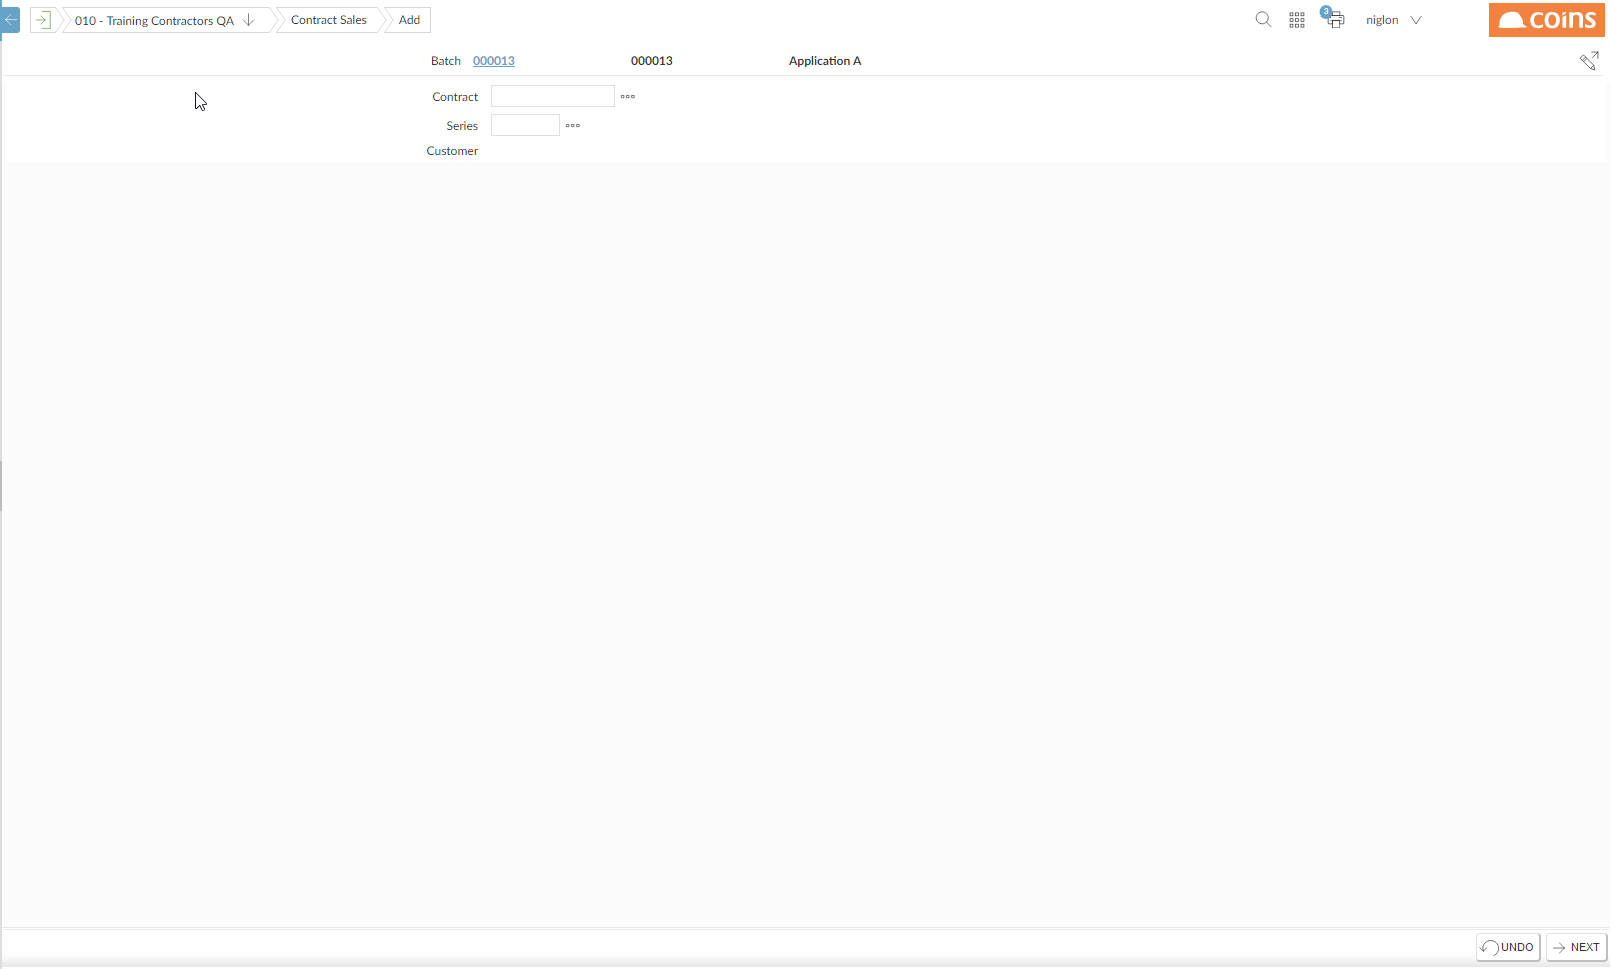 010 - Training Contractors QA Contract Sales Add 3 niglon coins
Batch 000013 000013 Application A
Contract
Series
Customer
UNDO NEXT